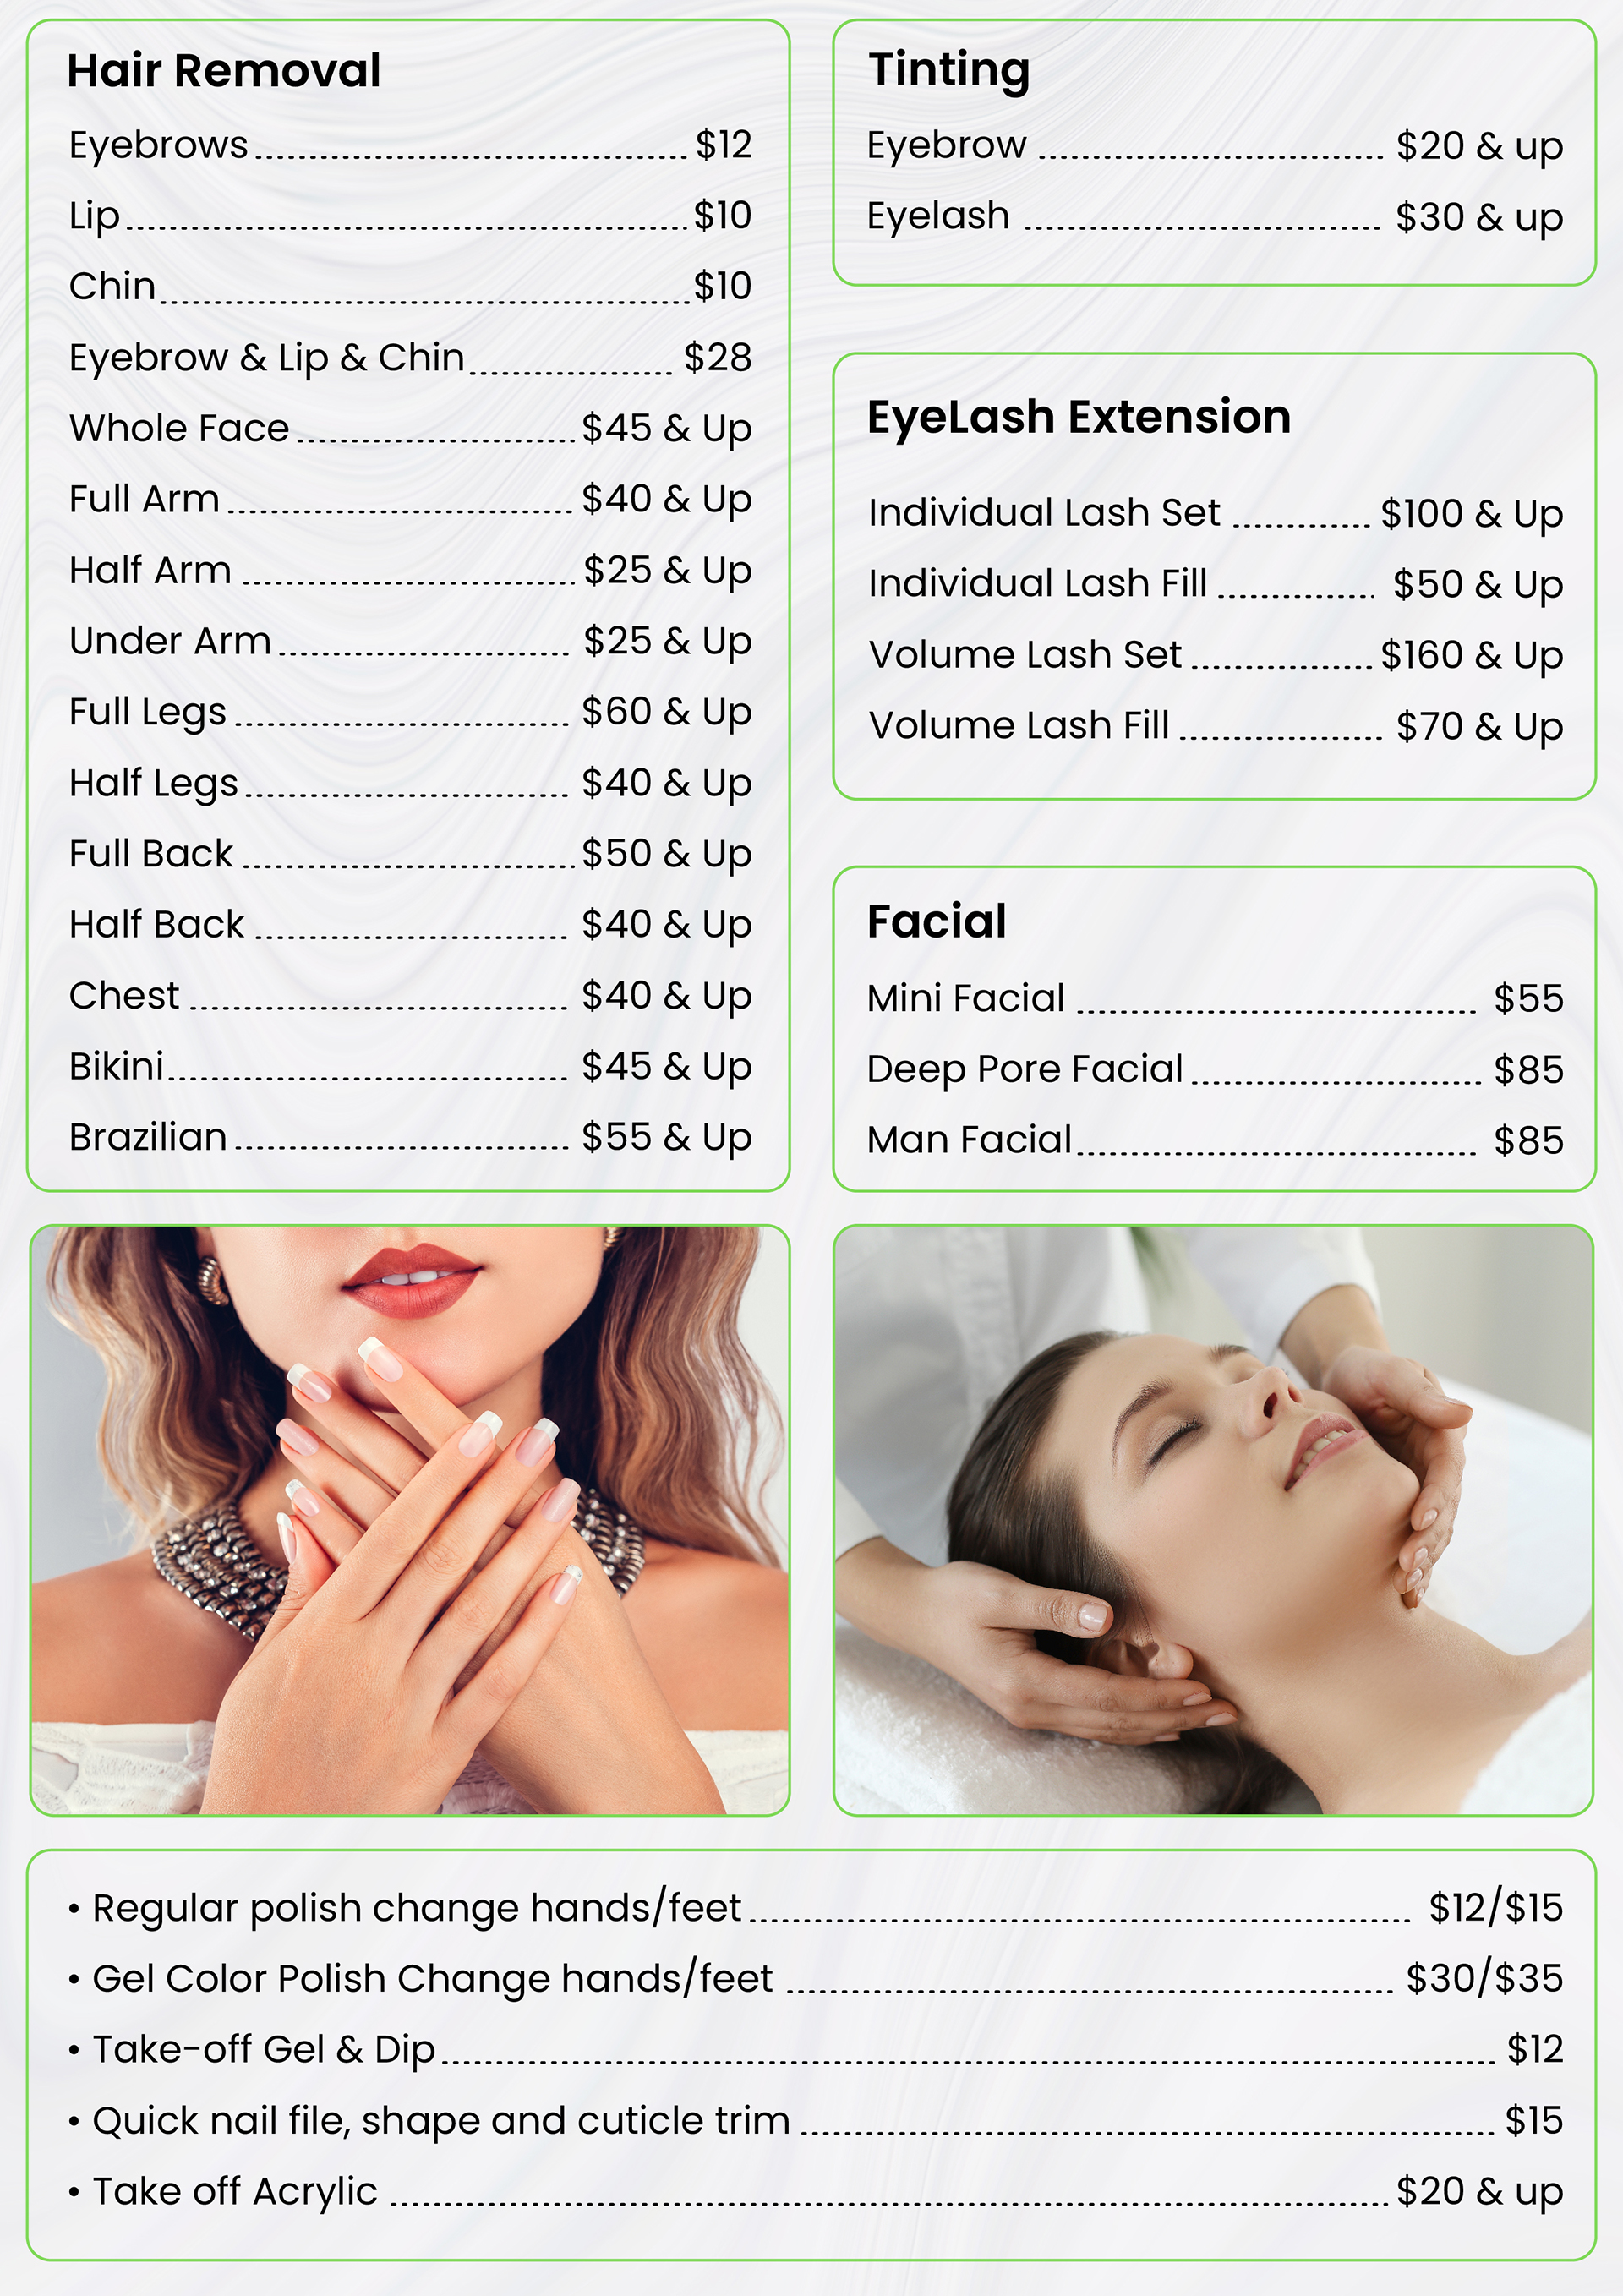 Hair Removal
Eyebrows $12
Lip $10
Chin $10
Eyebrow & Lip & Chin $28
Whole Face $45 & Up
Full Arm $40 & Up
Half Arm $25 & Up
Under Arm $25 & Up
Full Legs $60 & Up
Half Legs $40 & Up
Full Back $50 & Up
Half Back $40 & Up
Chest $40 & Up
Bikini $45 & Up
Brazilian $55 & Up
Tinting
Eyebrow $20 & up
Eyelash $30 & up
EyeLash Extension
Individual Lash Set $100 & Up
Individual Lash Fill $50 & Up
Volume Lash Set $160 & Up
Volume Lash Fill $70 & Up
Facial
Mini Facial $55
Deep Pore Facial $85
Man Facial $85
• Regular polish change hands/feet $12/$15
• Gel Color Polish Change hands/feet $30/$35
• Take-off Gel & Dip $12
• Quick nail file, shape and cuticle trim $15
• Take off Acrylic $20 & up